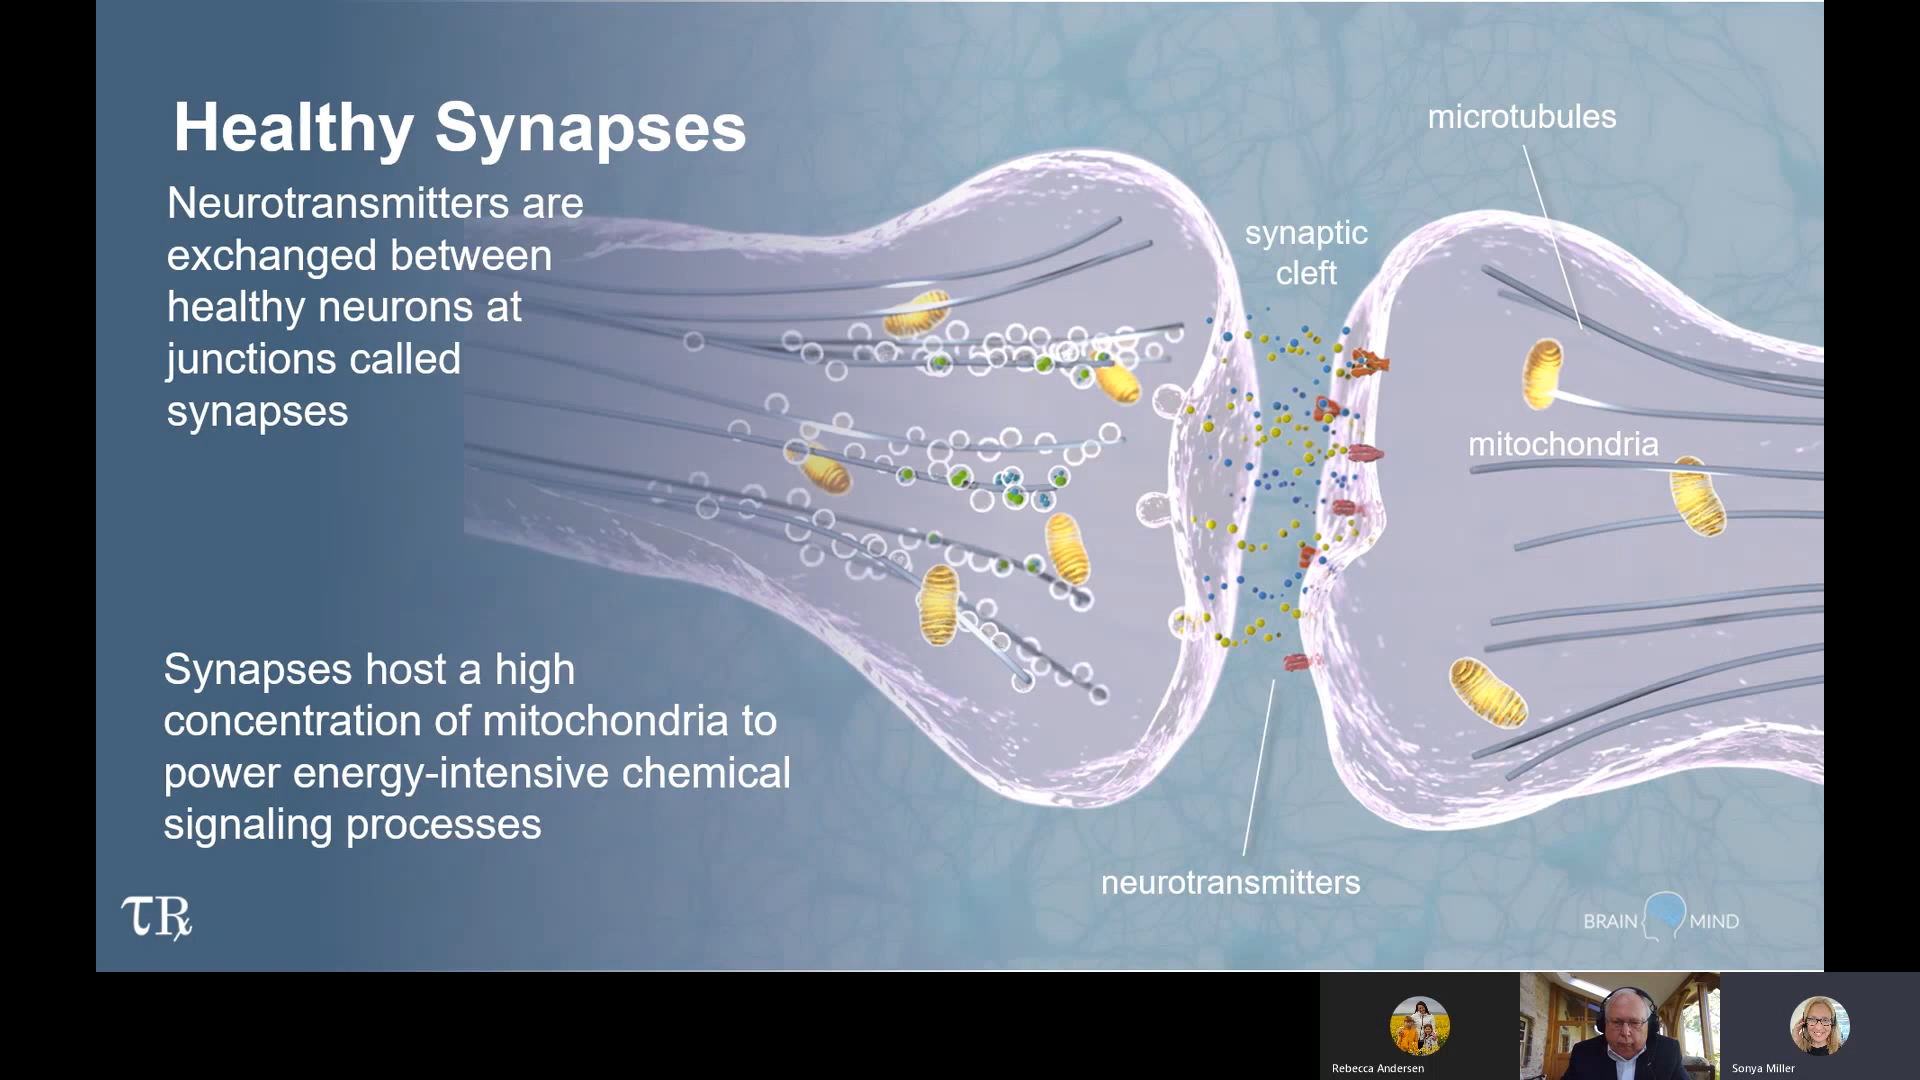 Healthy Synapses
Neurotransmitters are
exchanged between
healthy neurons at
junctions called
synapses
Synapses host a high
concentration of mitochondria to
power energy-intensive chemical
signaling processes
microtubules
synaptic
cleft
mitochondria
neurotransmitters
τRx
BRAIN MIND
Rebecca Andersen
Sonya Miller